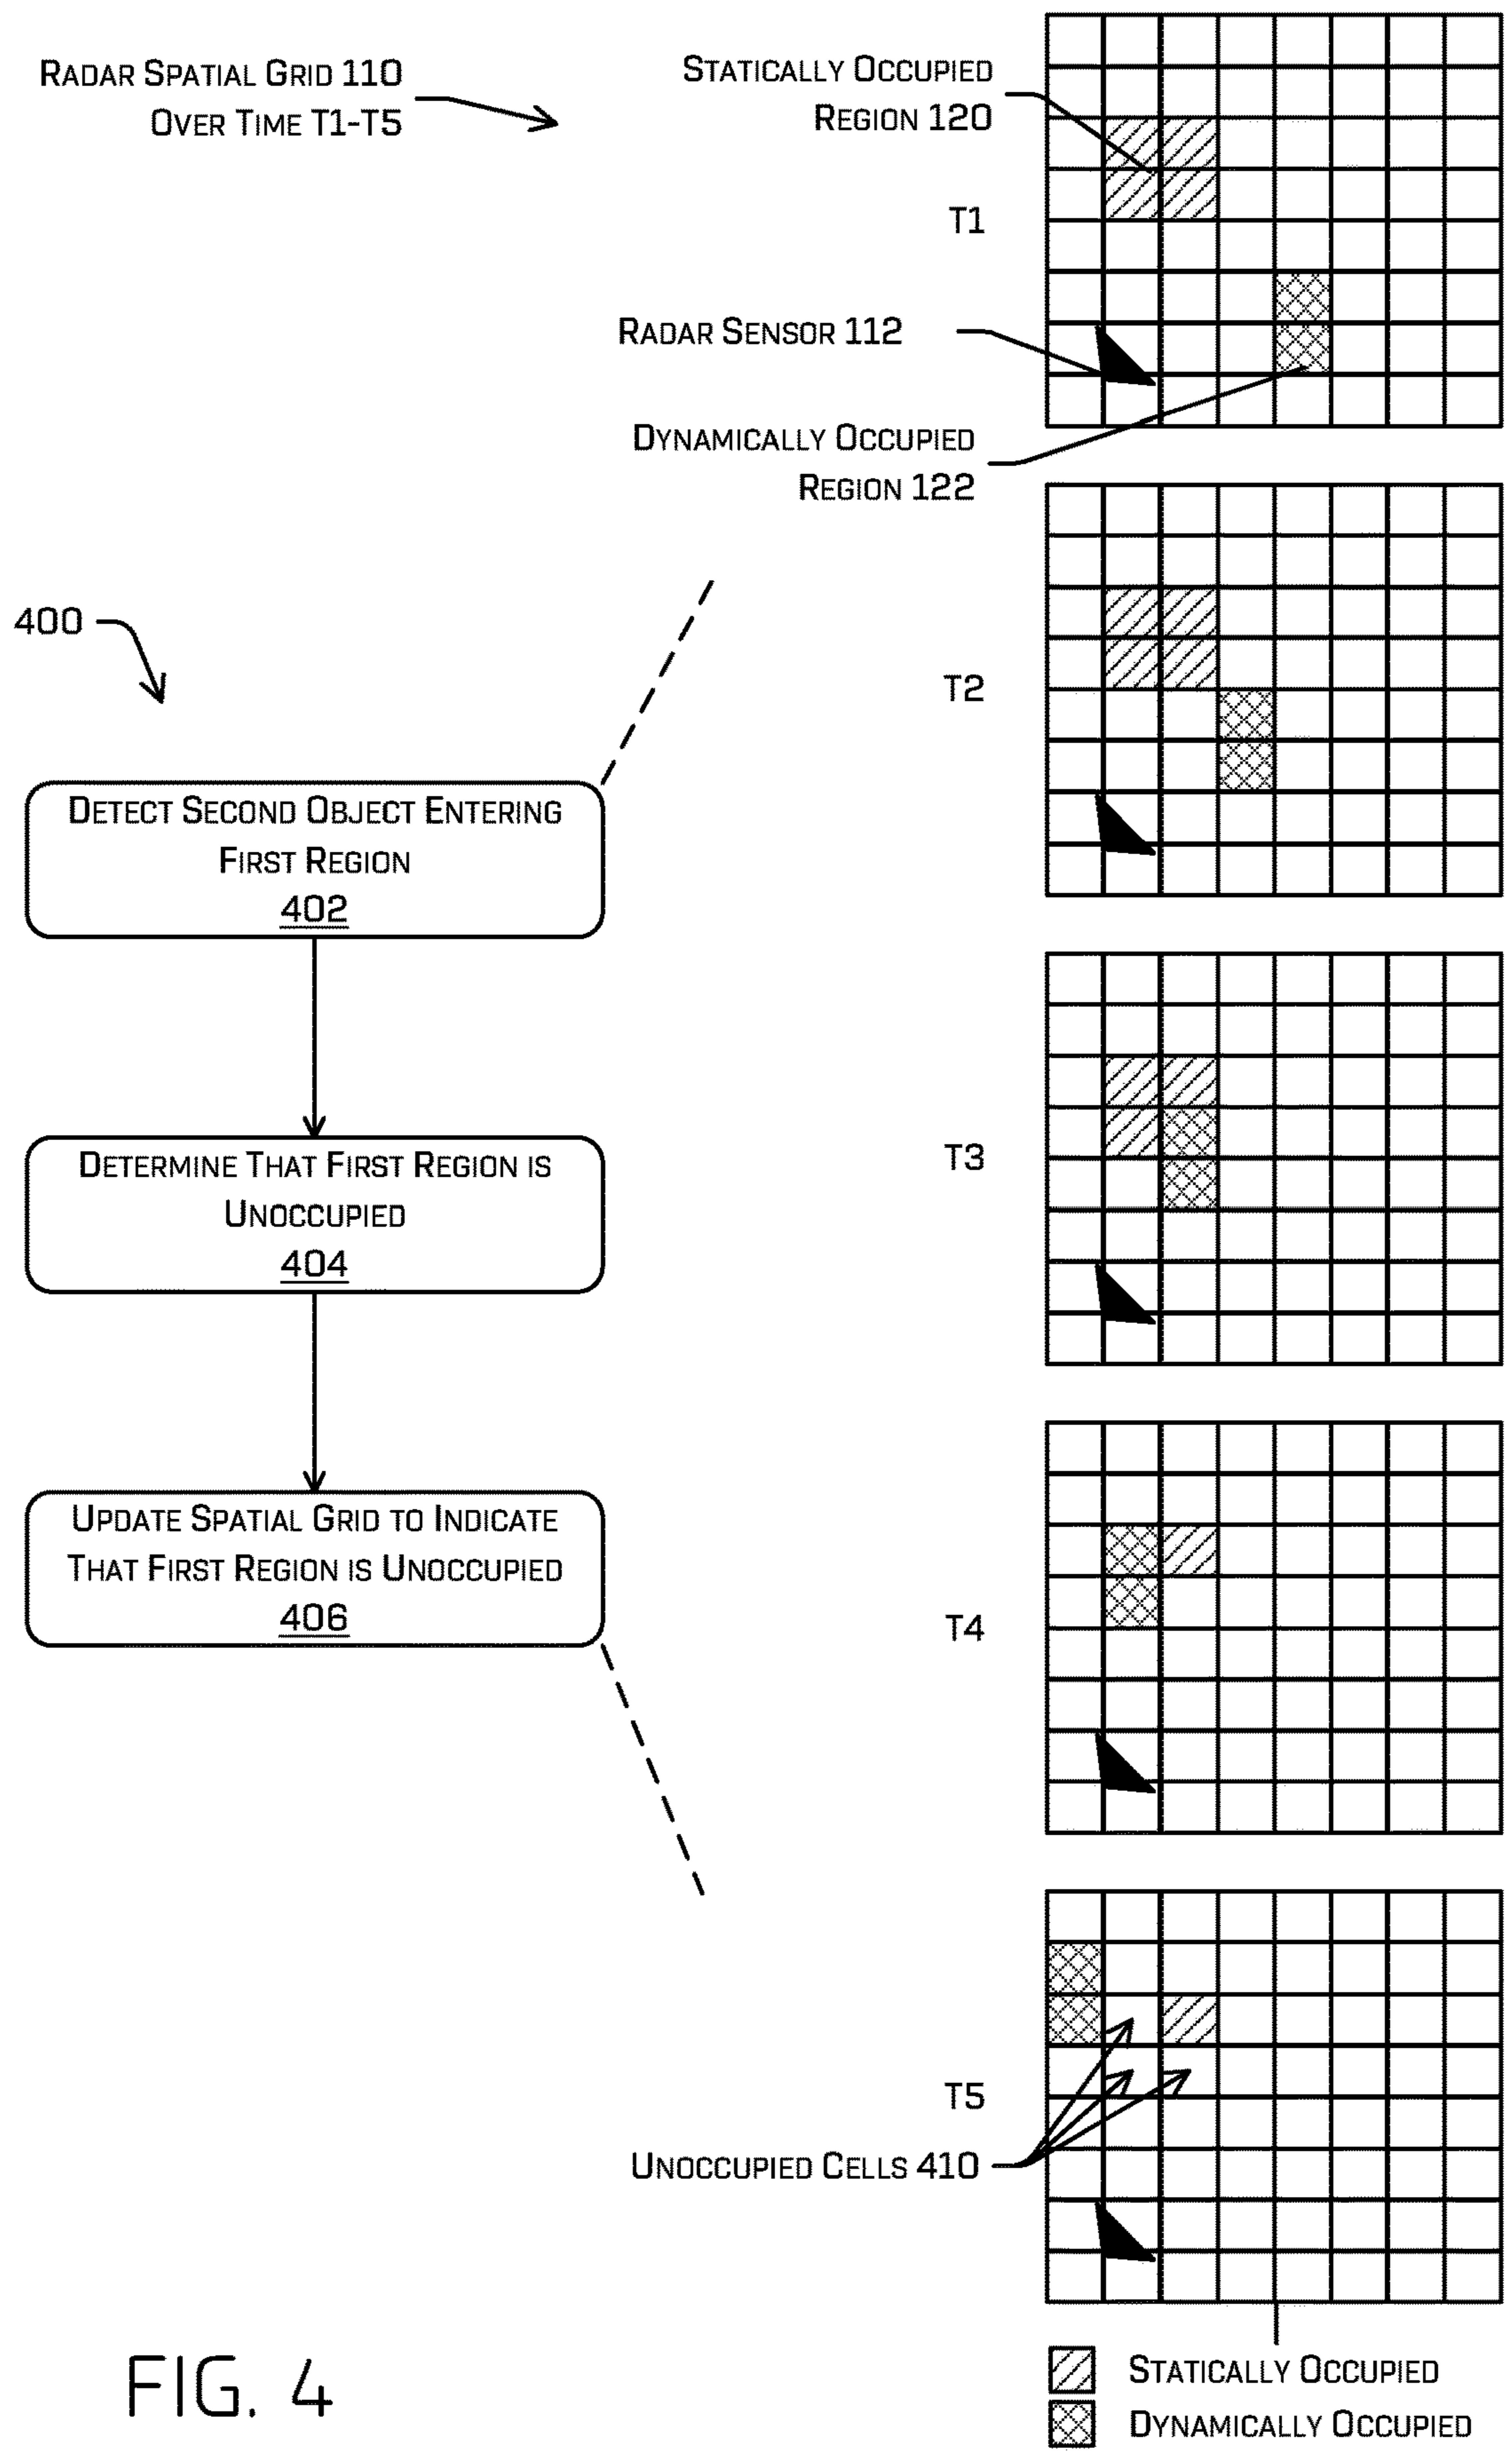 Radar Spatial Grid 110
Over Time T1-T5
Statically Occupied
Region 120
T1
Radar Sensor 112
Dynamically Occupied
Region 122
T2
400
Detect Second Object Entering
First Region
402
T3
Determine That First Region is
Unoccupied
404
Update Spatial Grid to Indicate
That First Region is Unoccupied
406
T4
T5
Unoccupied Cells 410
Statically Occupied
Dynamically Occupied
FIG. 4